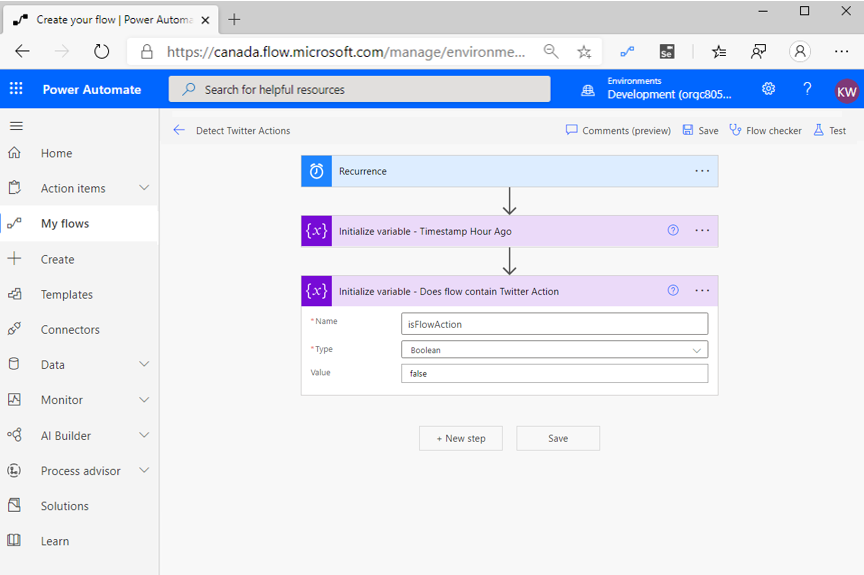 Create your flow | Power Automa
https://canada.flow.microsoft.com/manage/environme...
Se
Power Automate
Search for helpful resources
Environments
Development (orgc805...
?
KW
Detect Twitter Actions
Comments (preview)
Save
Flow checker
Test
Home
Action items
My flows
Create
Templates
Connectors
Data
Monitor
AI Builder
Process advisor
Solutions
Learn
Recurrence
{x}
Initialize variable - Timestamp Hour Ago
{x}
Initialize variable - Does flow contain Twitter Action
* Name
isFlowAction
* Type
Boolean
Value
false
+ New step
Save